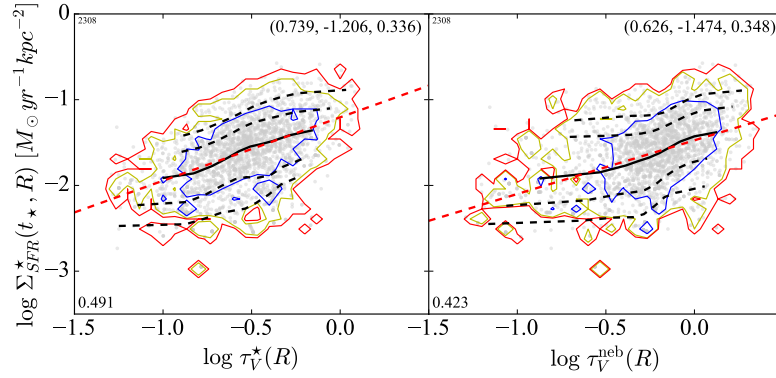 2308
(0.739, -1.206, 0.336)
0.491
2308
(0.626, -1.474, 0.348)
0.423
0
−1
−2
−3
−1.5 −1.0 −0.5 0.0 −1.5 −1.0 −0.5 0.0
log Σ⋆SFR(t⋆, R) [M⊙yr−1kpc−2]
log τ⋆V(R)
log τnebV(R)